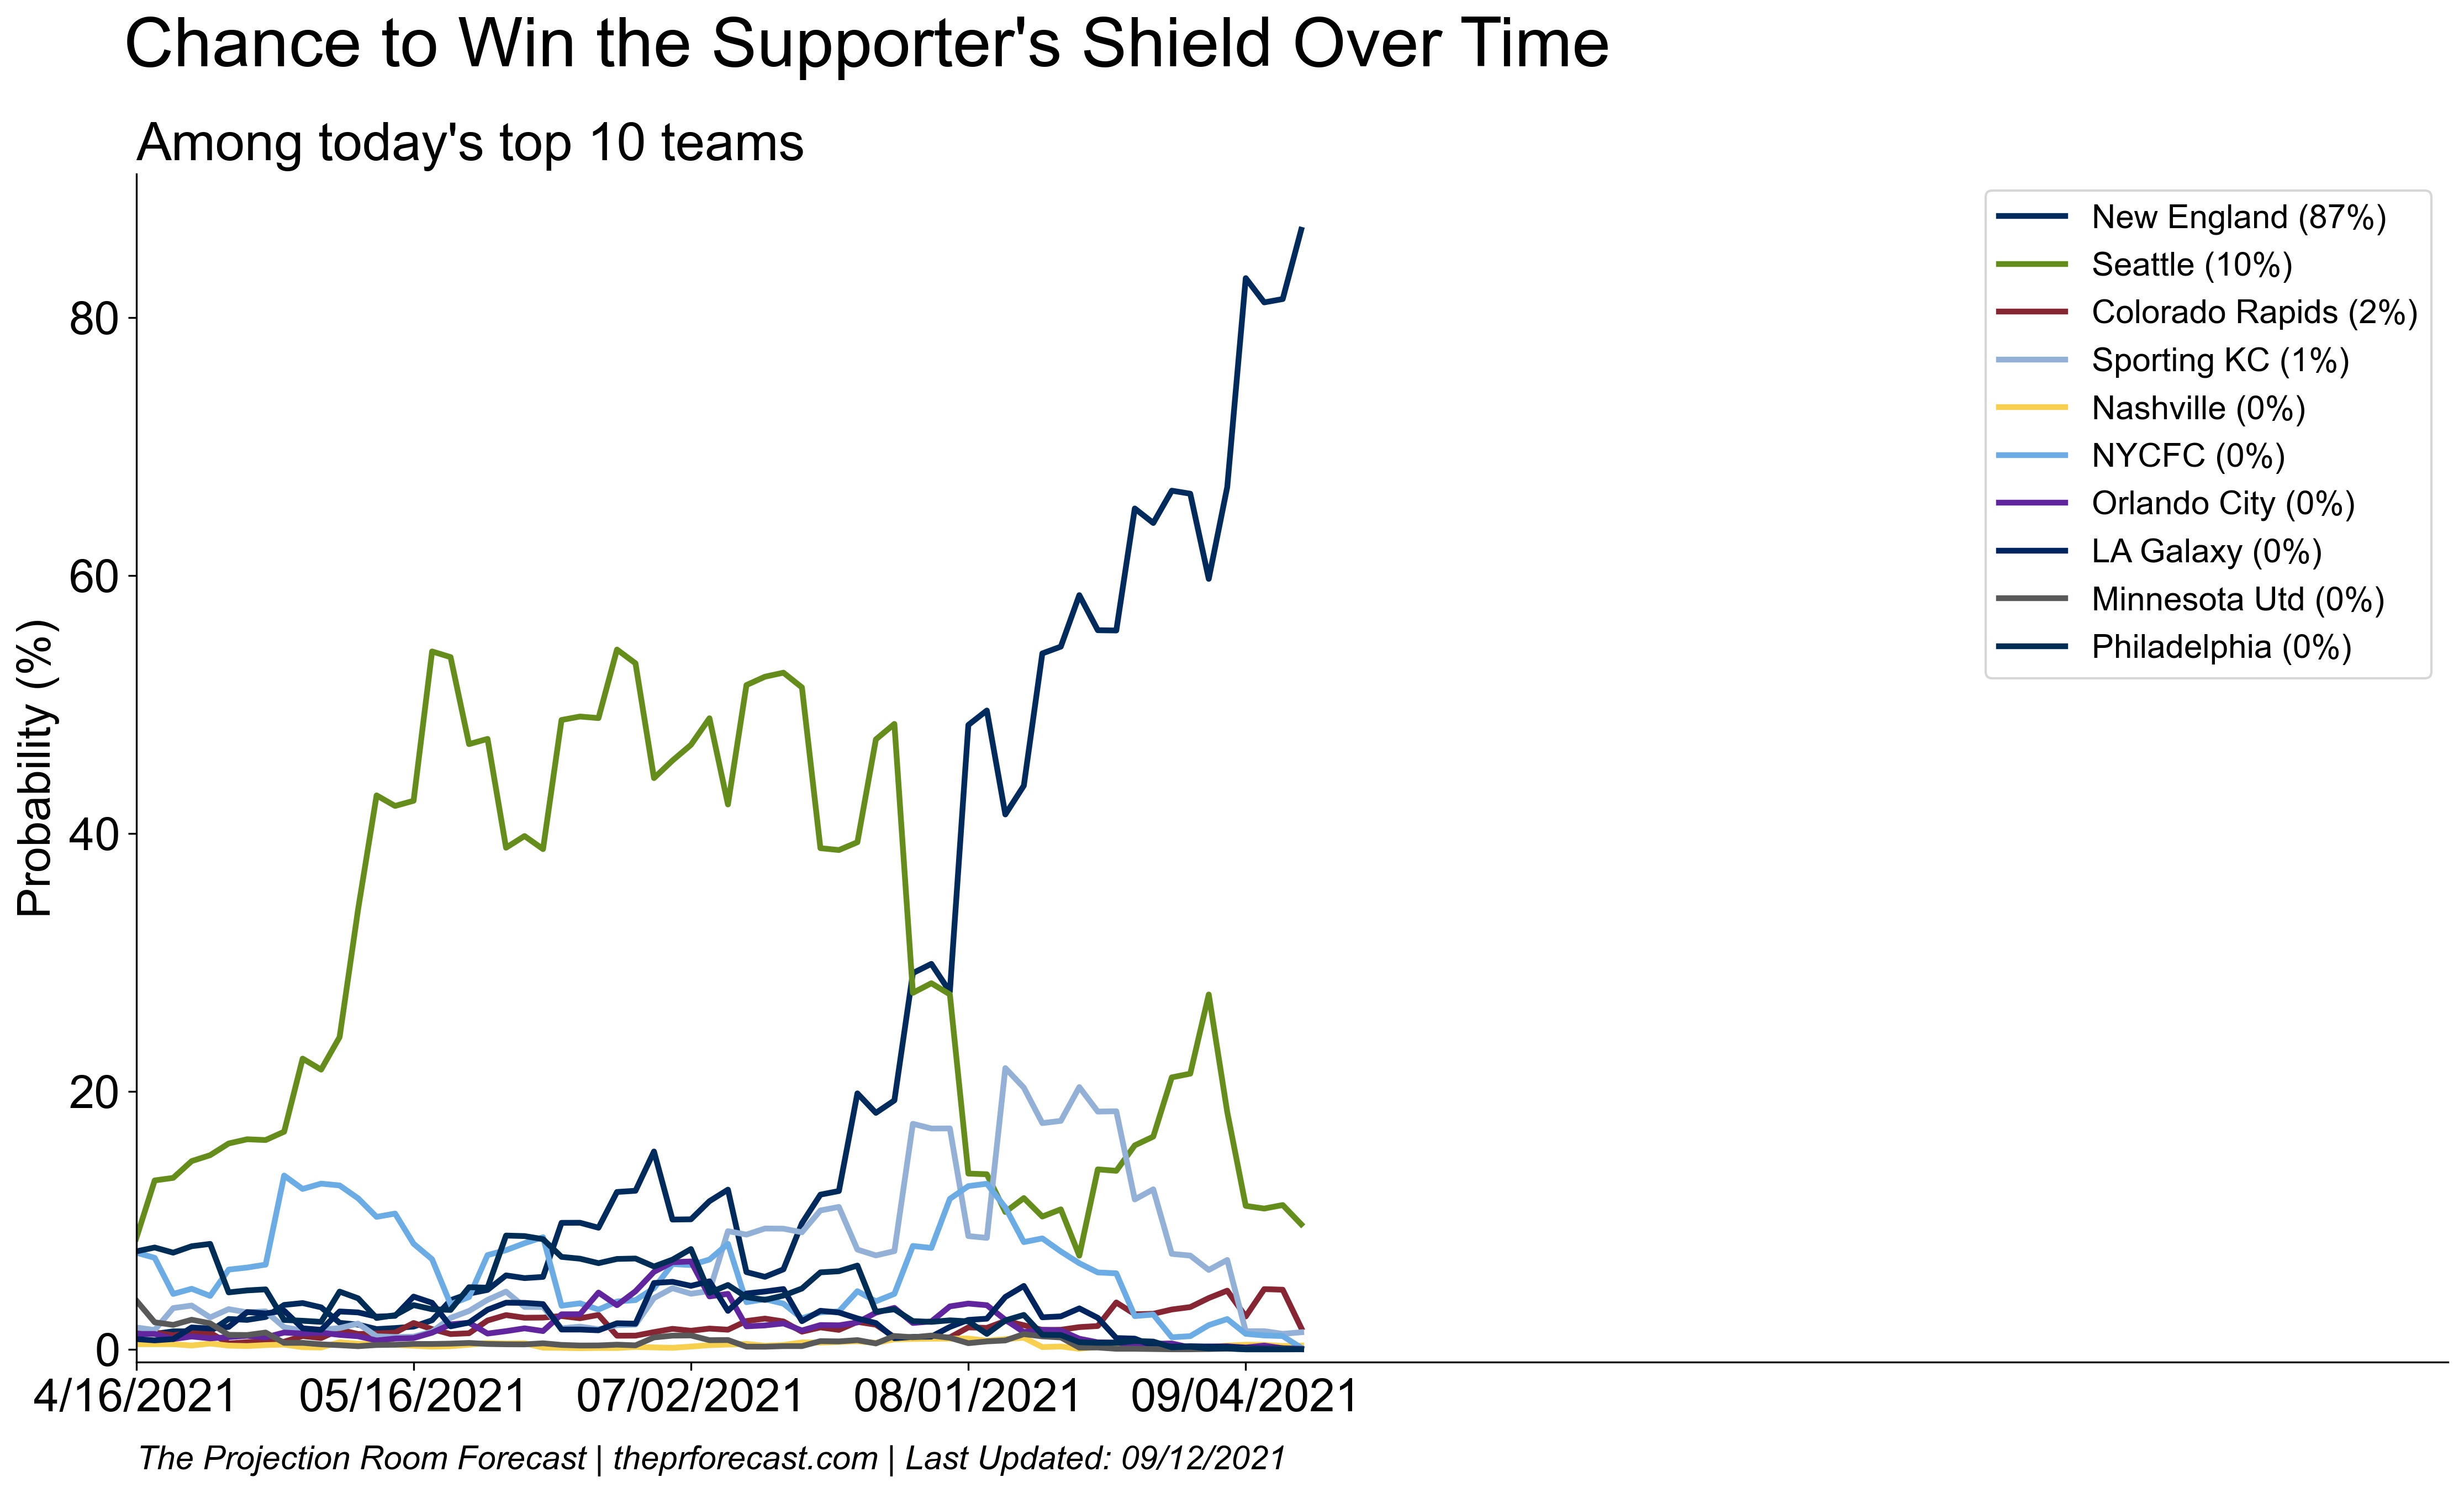 Chance to Win the Supporter's Shield Over Time
Among today's top 10 teams
New England (87%)
Seattle (10%)
Colorado Rapids (2%)
Sporting KC (1%)
Nashville (0%)
NYCFC (0%)
Orlando City (0%)
LA Galaxy (0%)
Minnesota Utd (0%)
Philadelphia (0%)
Probability (%)
80
60
40
20
0
4/16/2021 05/16/2021 07/02/2021 08/01/2021 09/04/2021
The Projection Room Forecast | theprforecast.com | Last Updated: 09/12/2021